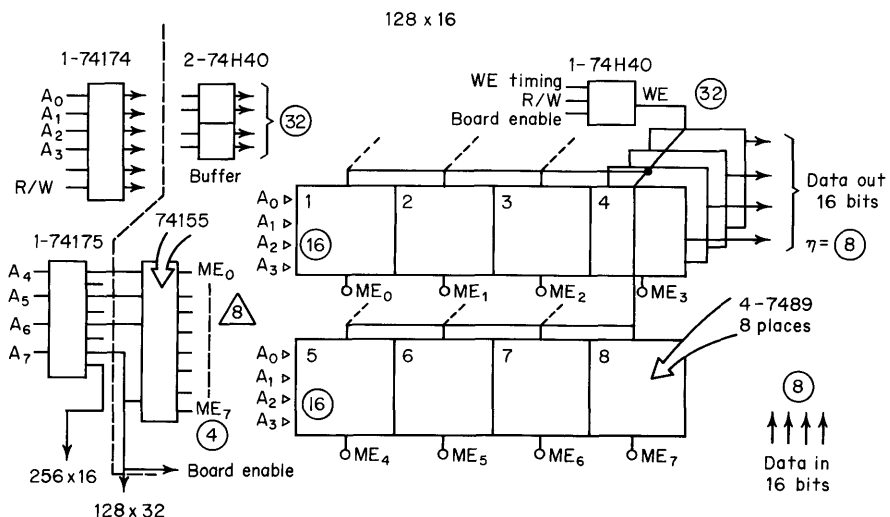 128 x 16
1-74174
2-74H40
1-74H40
WE timing
R/W
Board enable
WE
32
A0
A1
A2
A3
R/W
32
Buffer
Data out
16 bits
η = 8
A0
A1
A2
A3
1
2
3
4
16
ME0
ME1
ME2
ME3
1-74175
74155
A4
A5
A6
A7
ME0
8
ME7
4
4-7489
8 places
A0
A1
A2
A3
5
6
7
8
16
ME4
ME5
ME6
ME7
8
Data in
16 bits
256 x 16
Board enable
128 x 32